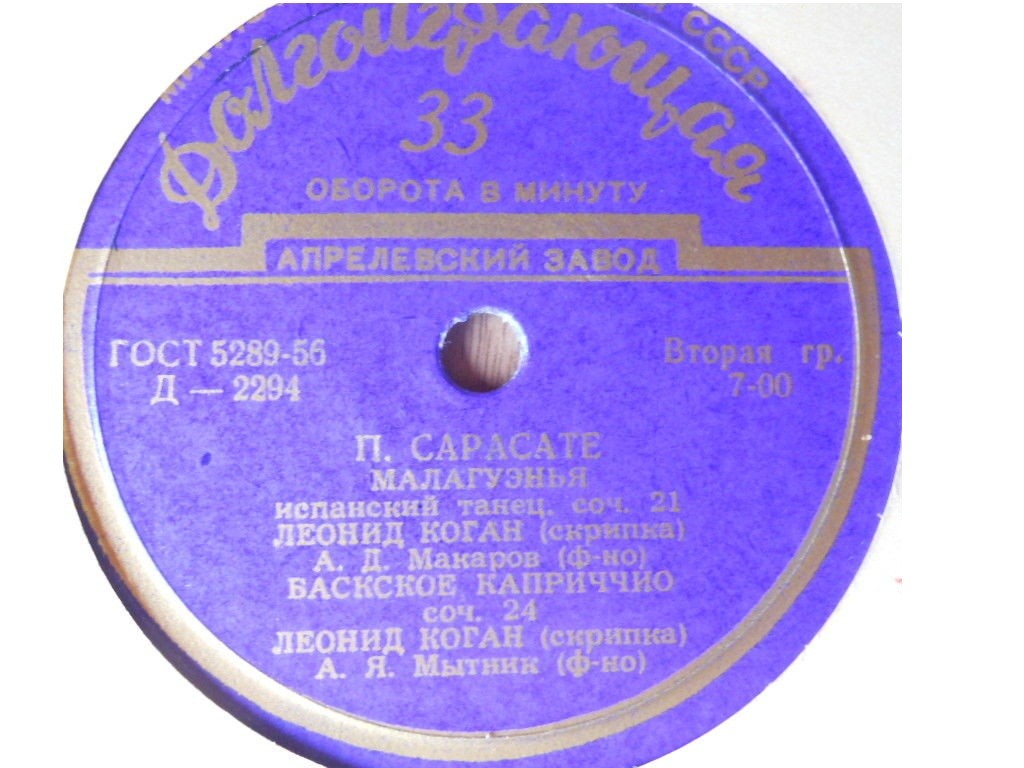 СССР
Долгоиграющая
33
ОБОРОТА В МИНУТУ
АПРЕЛЕВСКИЙ ЗАВОД
ГОСТ 5289-56
Д — 2294
Вторая гр.
7-00
П. САРАСАТЕ
МАЛАГУЭНЬЯ
испанский танец. соч. 21
ЛЕОНИД КОГАН (скрипка)
А. Д. Макаров (ф-но)
БАСКСКОЕ КАПРИЧЧИО
соч. 24
ЛЕОНИД КОГАН (скрипка)
А. Я. Мытник (ф-но)